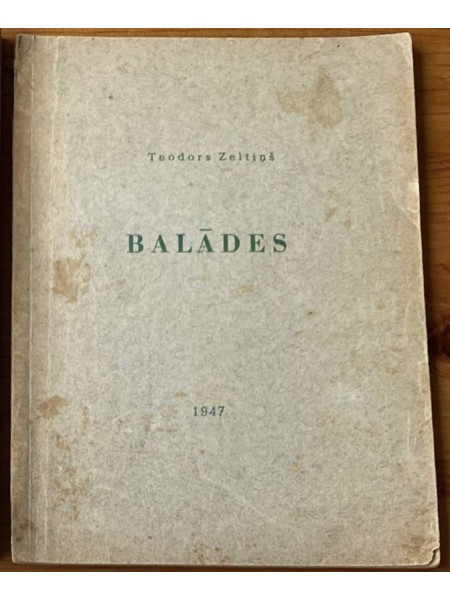 Teodors Zeltiņš
BALĀDES
1947